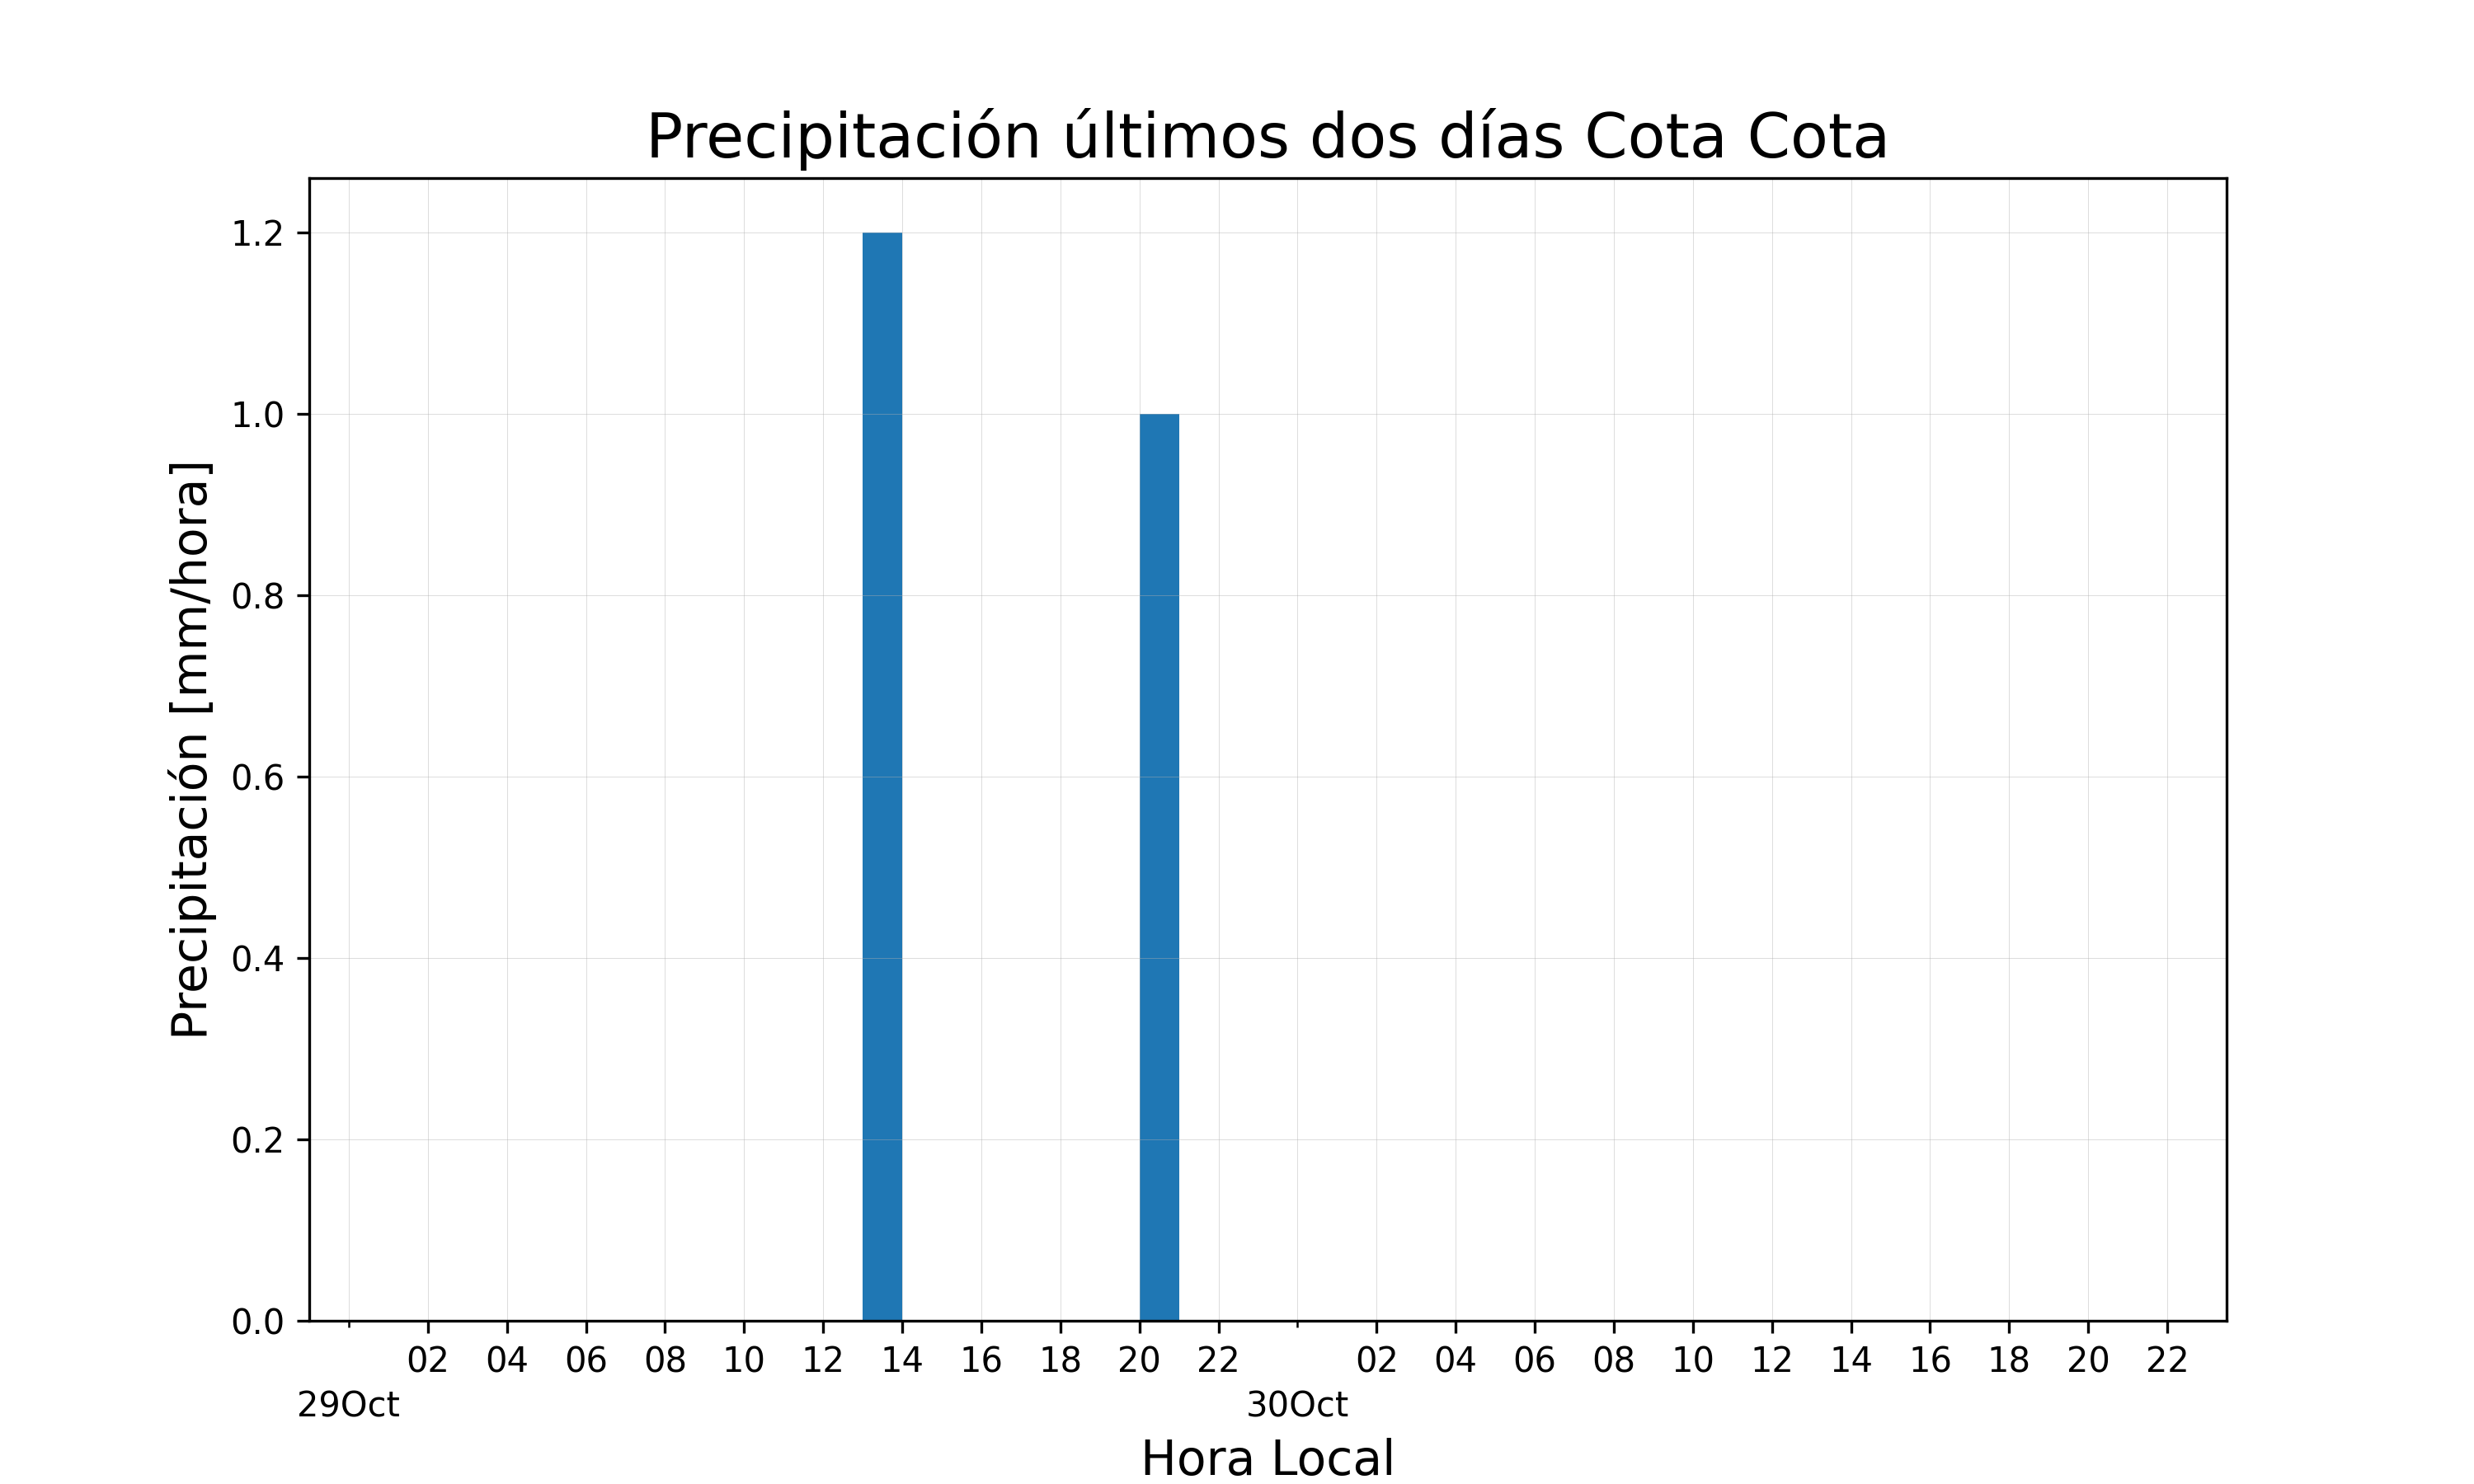 Precipitación últimos dos días Cota Cota
Precipitación [mm/hora]
1.2
1.0
0.8
0.6
0.4
0.2
0.0
02 04 06 08 10 12 14 16 18 20 22 02 04 06 08 10 12 14 16 18 20 22
29Oct 30Oct
Hora Local